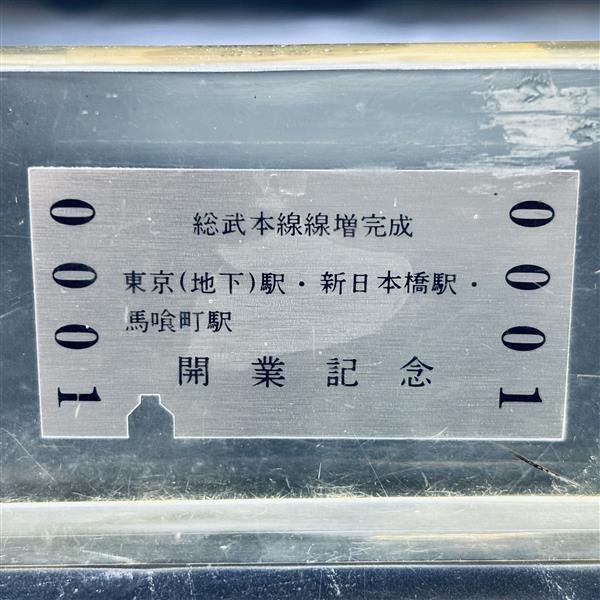 総武本線線増完成
東京(地下)駅・新日本橋駅・
馬喰町駅
開業記念
0001
0001